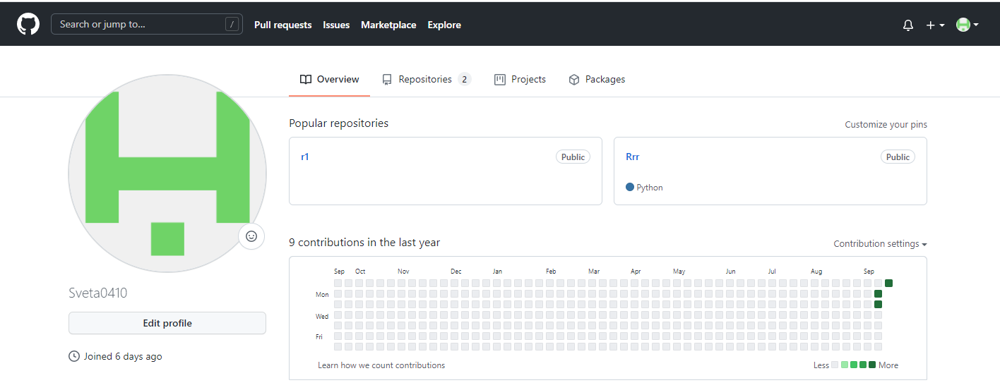 Search or jump to... / Pull requests Issues Marketplace Explore
Overview Repositories 2 Projects Packages
Popular repositories Customize your pins
r1 Public Rrr Public
Python
9 contributions in the last year Contribution settings
Sep Oct Nov Dec Jan Feb Mar Apr May Jun Jul Aug Sep
Mon
Wed
Fri
Learn how we count contributions Less More
Sveta0410
Edit profile
Joined 6 days ago